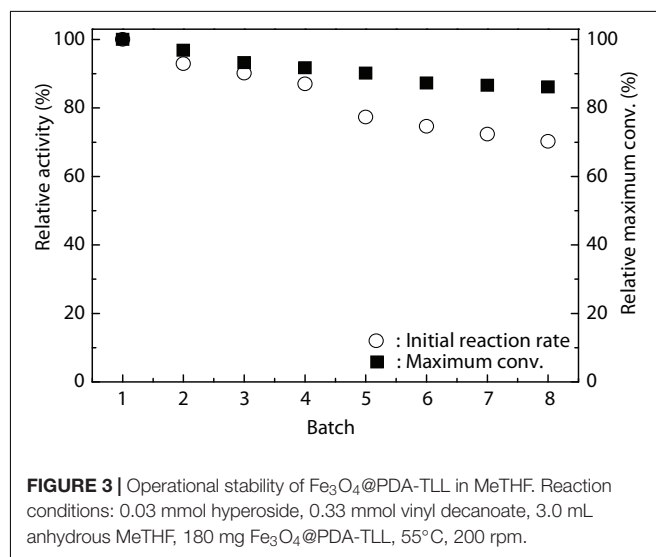 100
80
60
40
20
0
Relative activity (%)
100
80
60
40
20
0
Relative maximum conv. (%)
○ : Initial reaction rate
■ : Maximum conv.
1 2 3 4 5 6 7 8
Batch
FIGURE 3 | Operational stability of Fe₃O₄@PDA-TLL in MeTHF. Reaction
conditions: 0.03 mmol hyperoside, 0.33 mmol vinyl decanoate, 3.0 mL
anhydrous MeTHF, 180 mg Fe₃O₄@PDA-TLL, 55°C, 200 rpm.